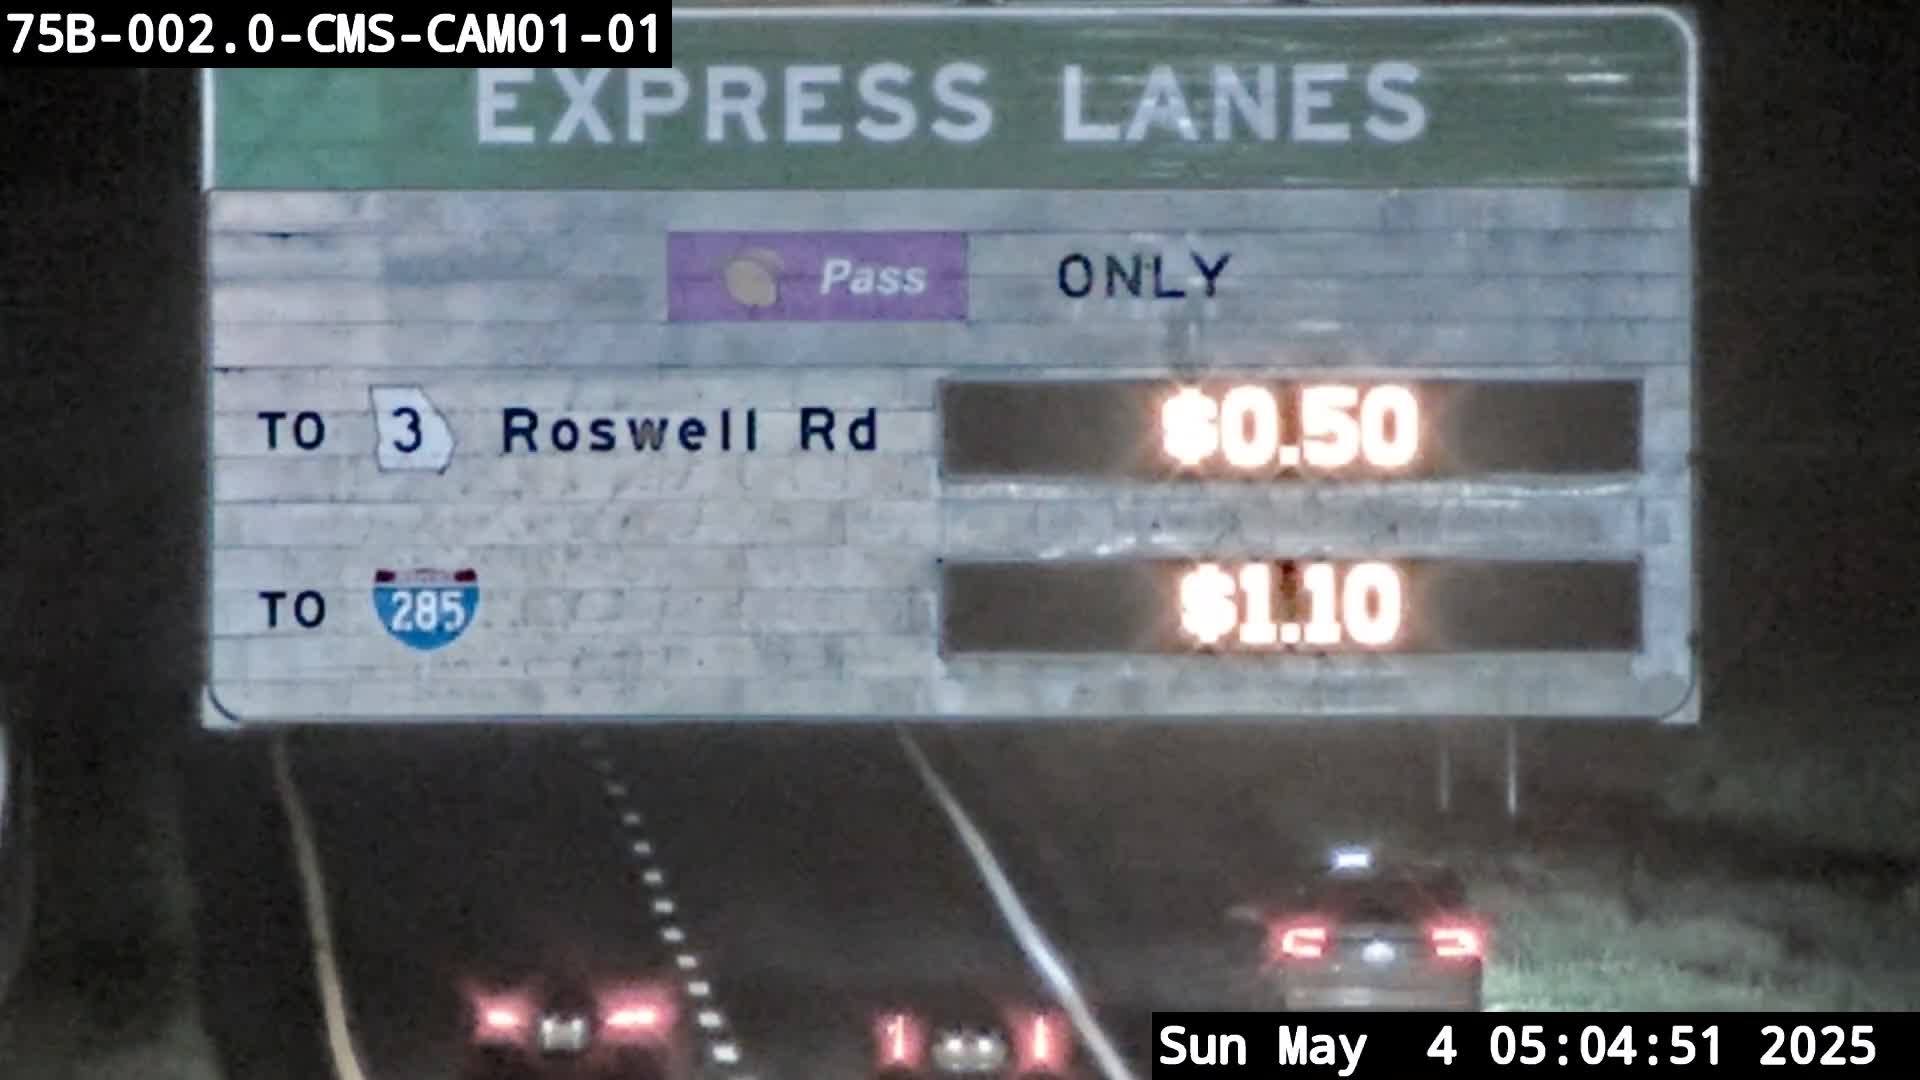 75B-002.0-CMS-CAM01-01
EXPRESS LANES
Pass ONLY
TO 3 Roswell Rd $0.50
TO 285 $1.10
Sun May 4 05:04:51 2025